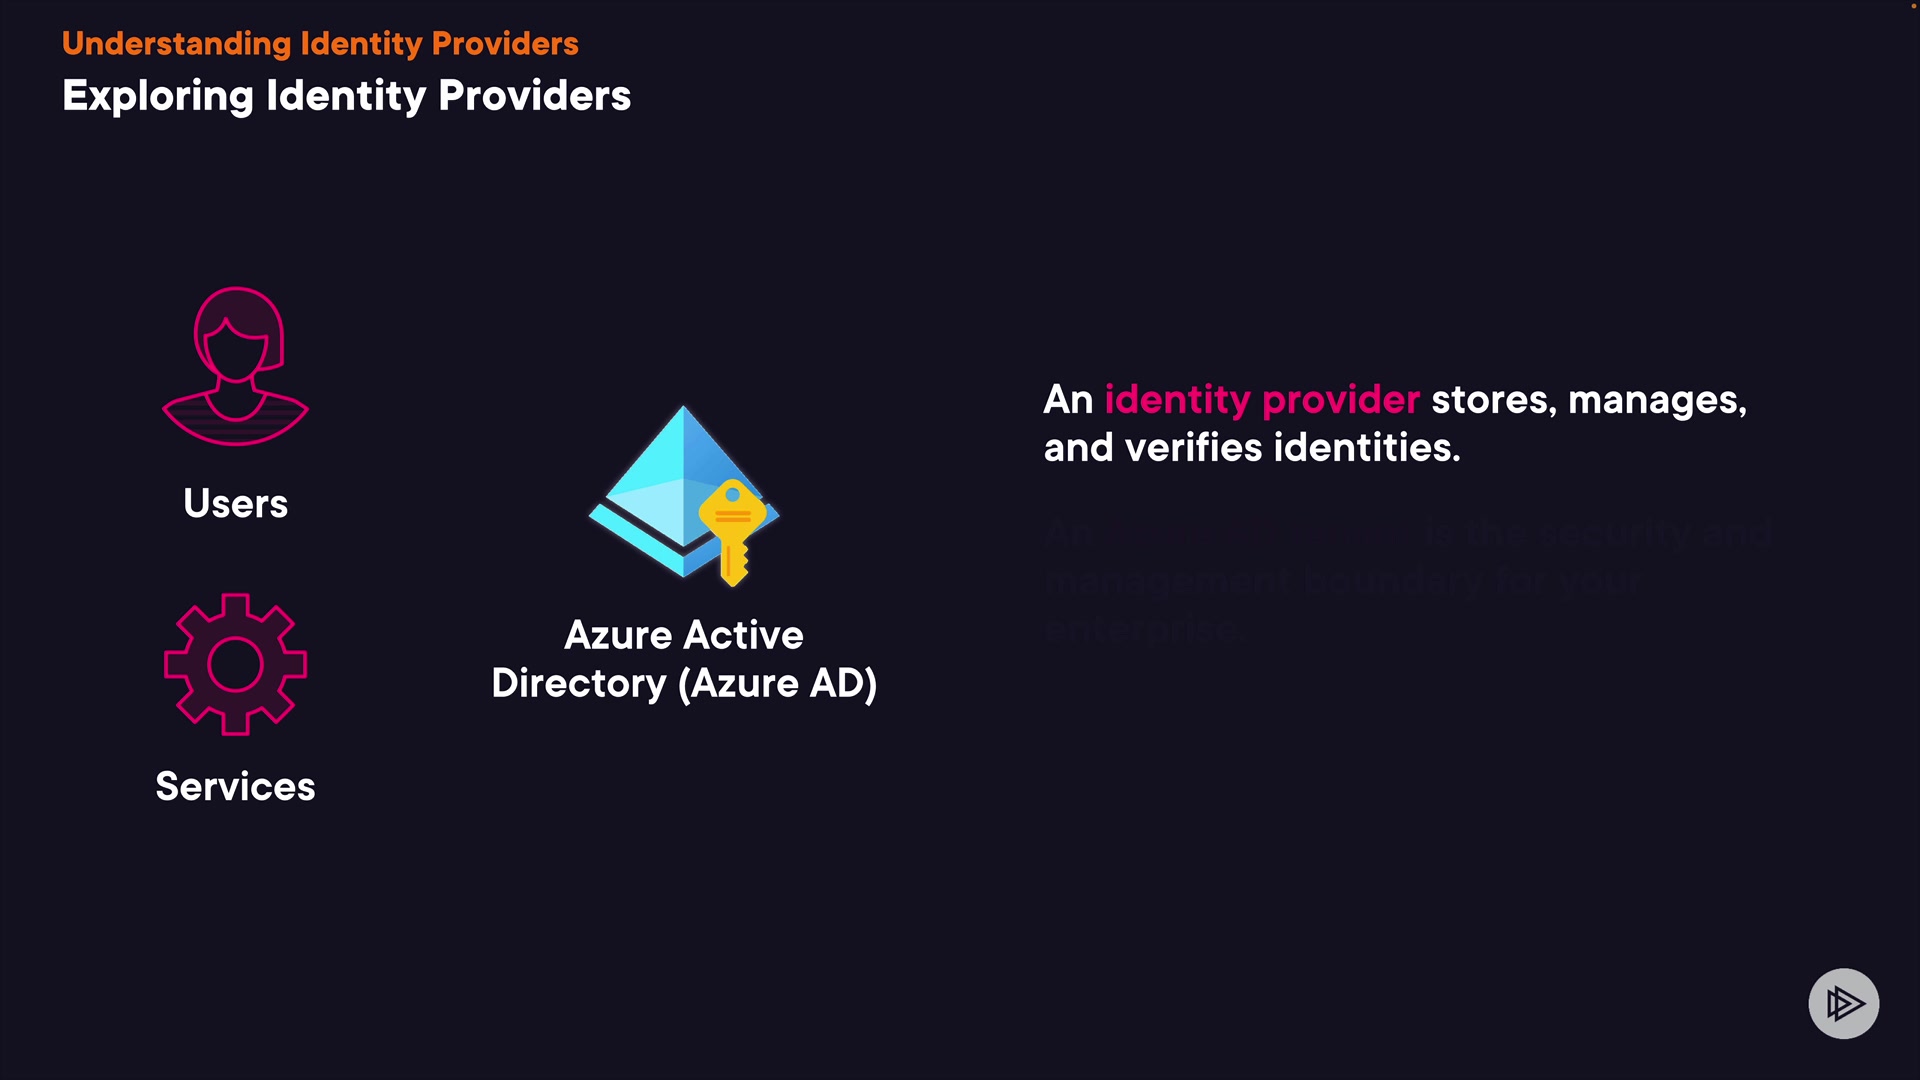 Understanding Identity Providers
Exploring Identity Providers
Users
Services
Azure Active
Directory (Azure AD)
An identity provider stores, manages,
and verifies identities.
An is the security and
management boundary for your
enterprise.